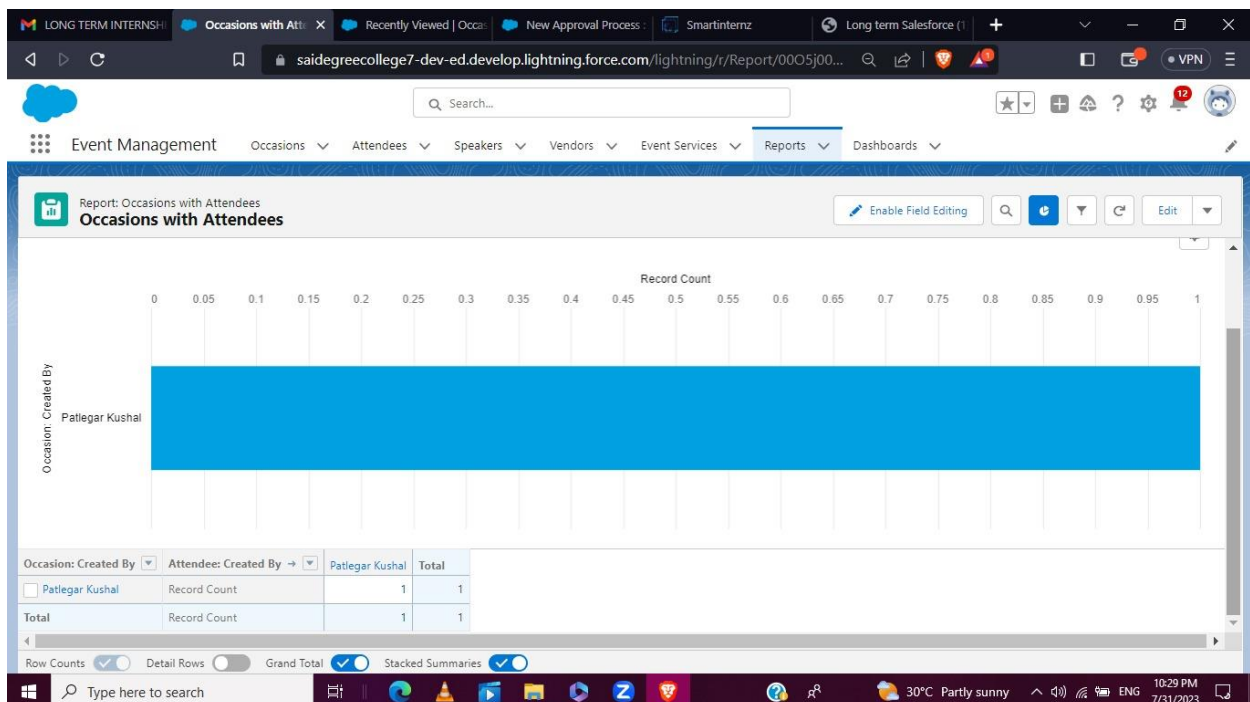 LONG TERM INTERNSHI
Occasions with Atte
Recently Viewed | Occas
New Approval Process :
Smartinternz
Long term Salesforce (1
saidegreecollege7-dev-ed.develop.lightning.force.com/lightning/r/Report/00O5j00...
VPN
Search...
12
Event Management
Occasions
Attendees
Speakers
Vendors
Event Services
Reports
Dashboards
Report: Occasions with Attendees
Occasions with Attendees
Enable Field Editing
Edit
Record Count
0 0.05 0.1 0.15 0.2 0.25 0.3 0.35 0.4 0.45 0.5 0.55 0.6 0.65 0.7 0.75 0.8 0.85 0.9 0.95 1
Occasion: Created By
Patlegar Kushal
Occasion: Created By Attendee: Created By → Patlegar Kushal Total
Patlegar Kushal Record Count 1 1
Total Record Count 1 1
Row Counts Detail Rows Grand Total Stacked Summaries
Type here to search
30°C Partly sunny
ENG
10:29 PM
7/31/2023